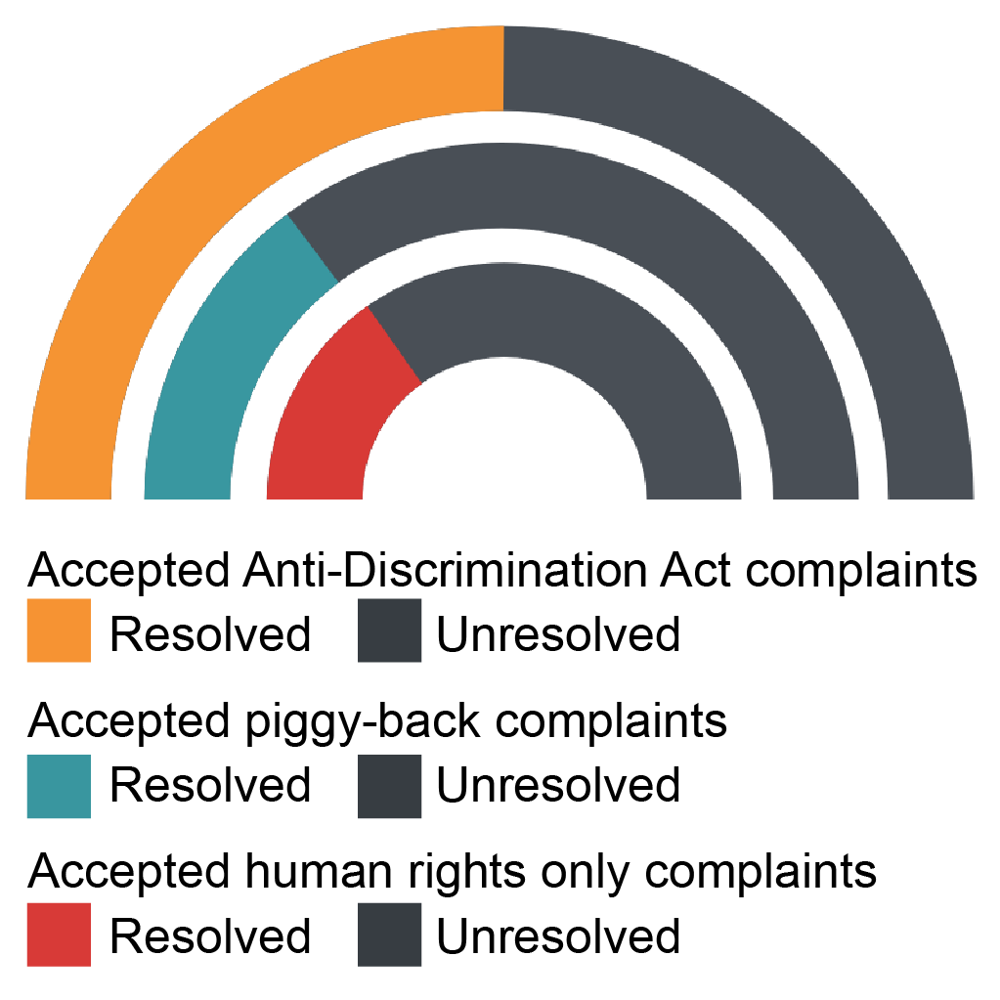 Accepted Anti-Discrimination Act complaints
Resolved Unresolved
Accepted piggy-back complaints
Resolved Unresolved
Accepted human rights only complaints
Resolved Unresolved